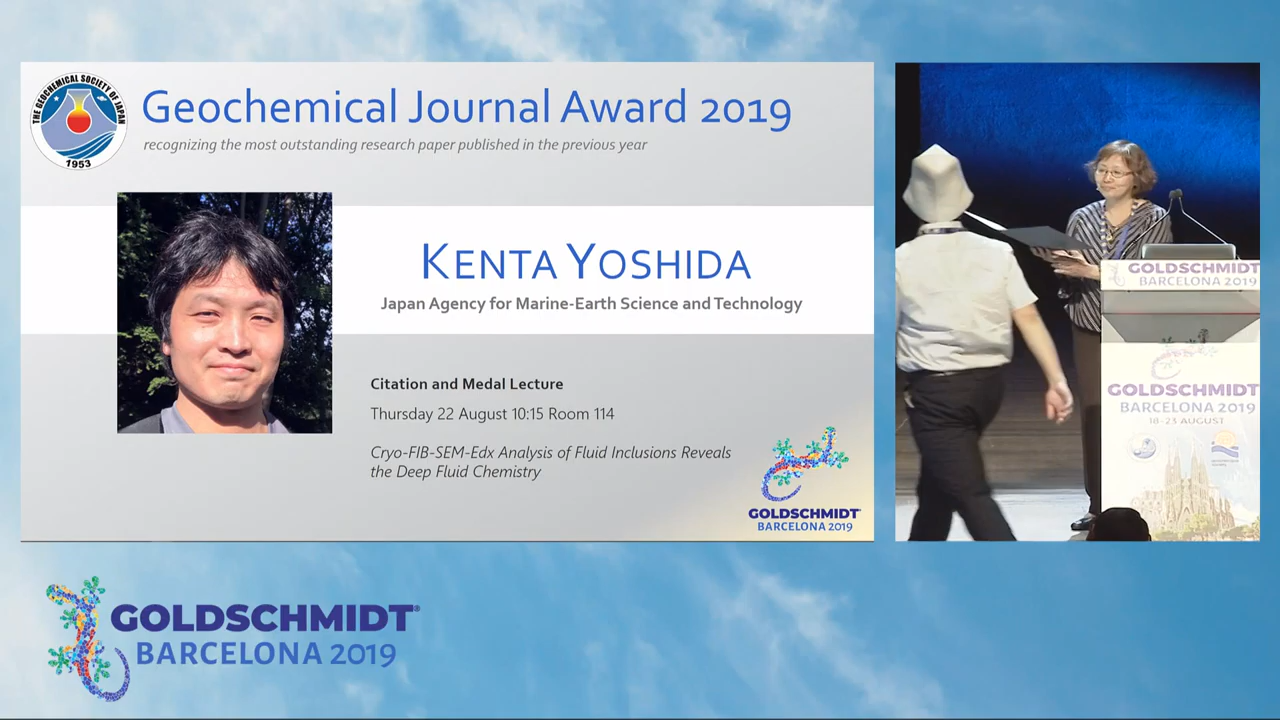 THE GEOCHEMICAL SOCIETY OF JAPAN
1953
Geochemical Journal Award 2019
recognizing the most outstanding research paper published in the previous year
KENTA YOSHIDA
Japan Agency for Marine-Earth Science and Technology
Citation and Medal Lecture
Thursday 22 August 10:15 Room 114
Cryo-FIB-SEM-Edx Analysis of Fluid Inclusions Reveals
the Deep Fluid Chemistry
GOLDSCHMIDT
BARCELONA 2019
GOLDSCHMIDT
BARCELONA 2019
GOLDSCHMIDT
BARCELONA 2019
18-23 AUGUST
GOLDSCHMIDT®
BARCELONA 2019